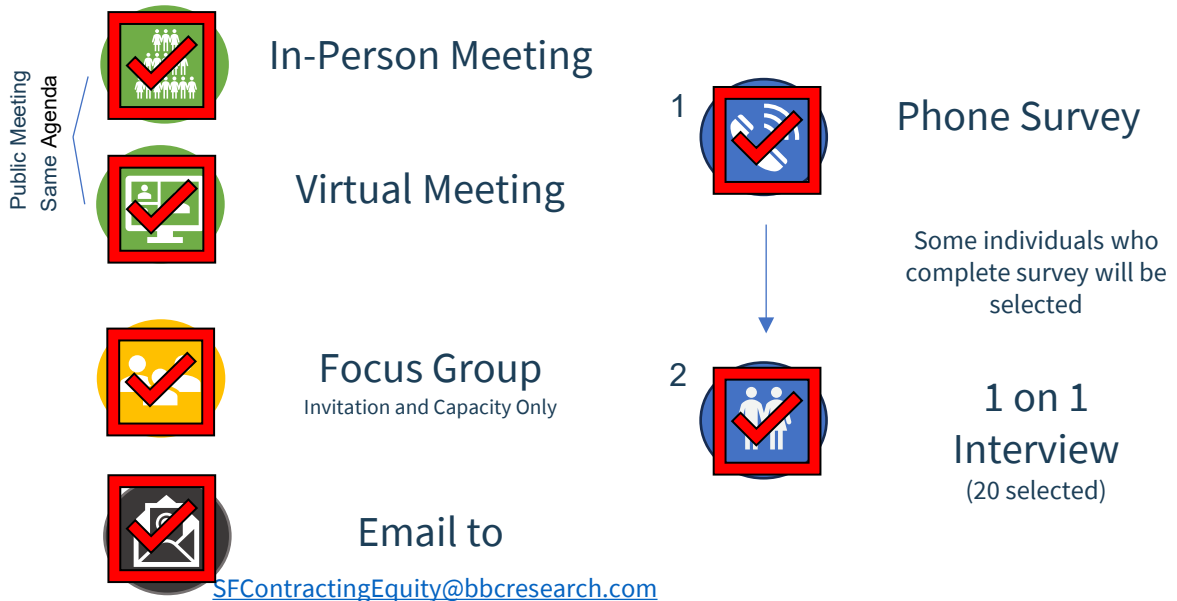 Public Meeting
Same Agenda
In-Person Meeting
Virtual Meeting
Focus Group
Invitation and Capacity Only
Email to
SFContractingEquity@bbcresearch.com
1
Phone Survey
Some individuals who
complete survey will be
selected
2
1 on 1
Interview
(20 selected)